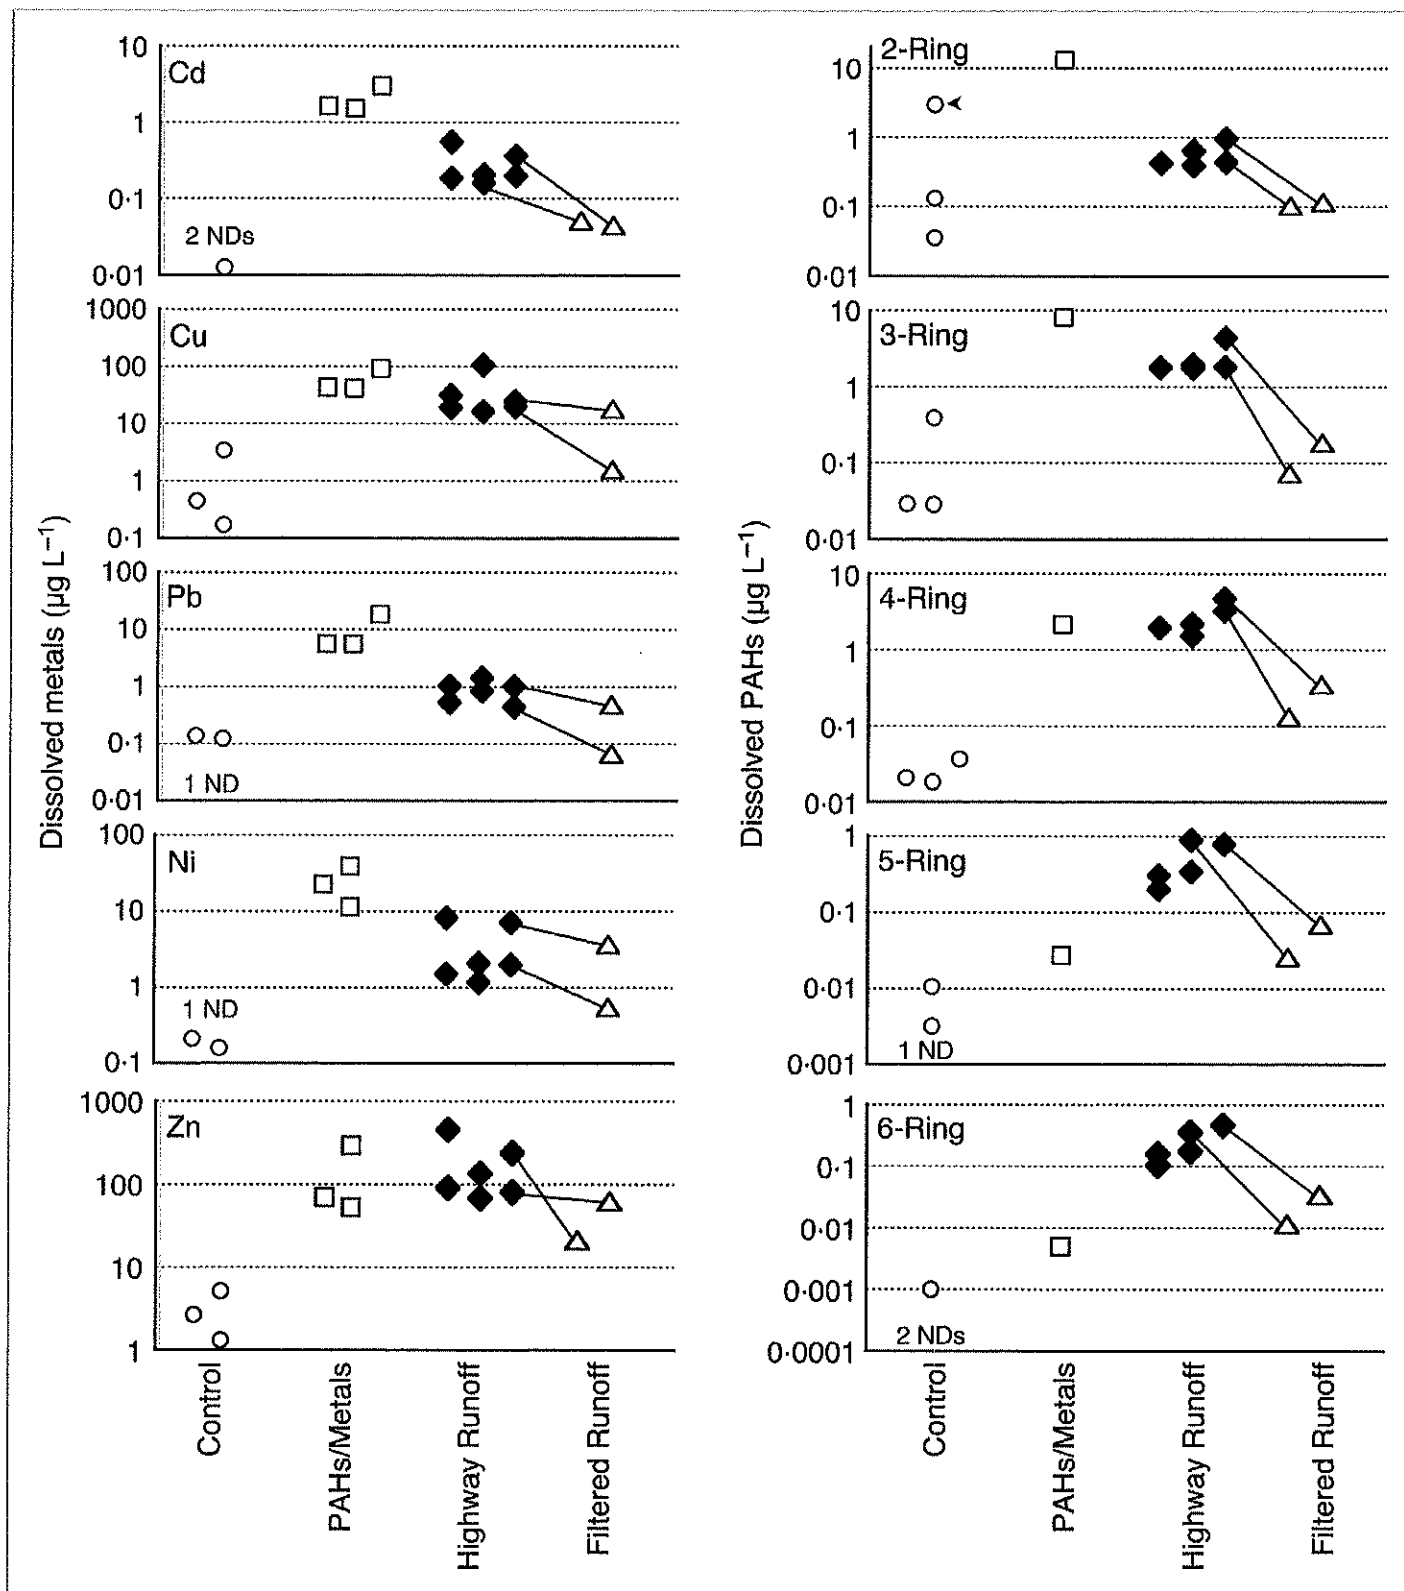 Dissolved metals (µg L⁻¹)
Cd
10
1
0·1
0·01
2 NDs
Cu
1000
100
10
1
0·1
Pb
100
10
1
0·1
0·01
1 ND
Ni
100
10
1
0·1
1 ND
Zn
1000
100
10
1
Control
PAHs/Metals
Highway Runoff
Filtered Runoff
Dissolved PAHs (µg L⁻¹)
2-Ring
10
1
0·1
0·01
3-Ring
10
1
0·1
0·01
4-Ring
10
1
0·1
0·01
5-Ring
1
0·1
0·01
0·001
1 ND
6-Ring
1
0·1
0·01
0·001
0·0001
2 NDs
Control
PAHs/Metals
Highway Runoff
Filtered Runoff